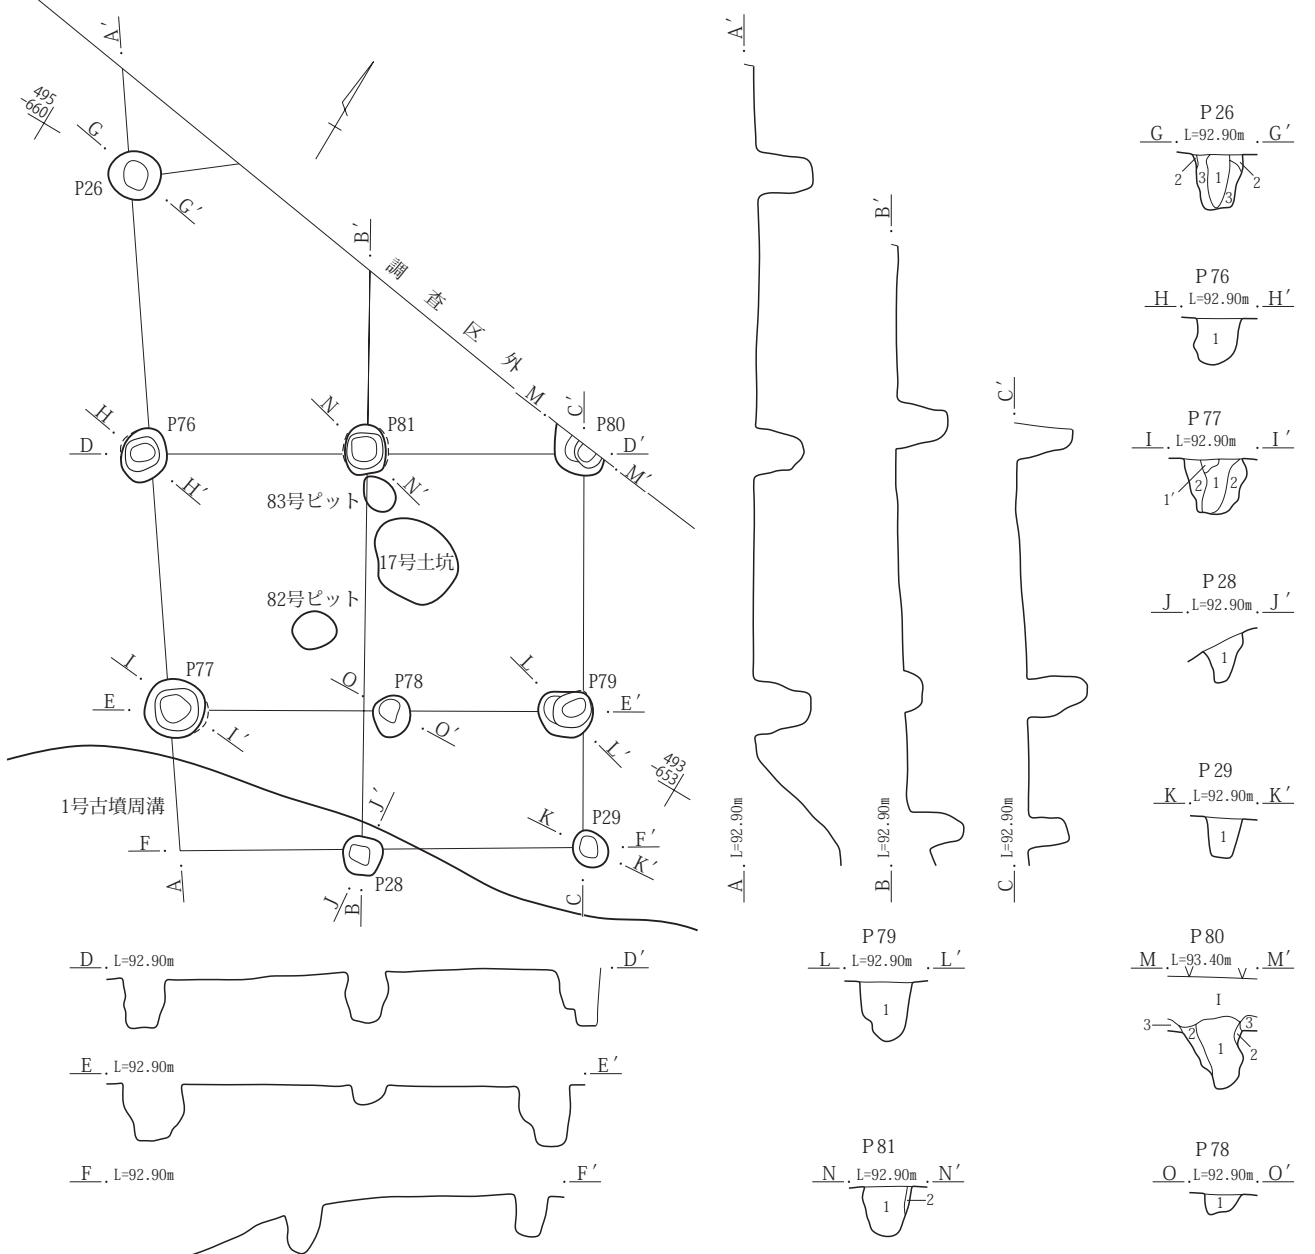 A′
495
-660
G
P26
G′
B′
調査区外
M
C′
H
P76
N
P81
P80
D
D′
H′
N′
M′
83号ピット
17号土坑
82号ピット
I
P77
L
P79
O
P78
E
E′
I′
O′
L′
493
-653
1号古墳周溝
J′
K
P29
F
F′
K′
A
P28
J
B
C
A′
B′
C′
A L=92.90m
B L=92.90m
C L=92.90m
P26
G L=92.90m G′
2 3 1 3 2
P76
H L=92.90m H′
1
P77
I L=92.90m I′
1′ 2 1 2
P28
J L=92.90m J′
1
P29
K L=92.90m K′
1
D L=92.90m D′
E L=92.90m E′
F L=92.90m F′
P79
L L=92.90m L′
1
P80
M L=93.40m M′
I
3 2 1 3 2
P81
N L=92.90m N′
1 2
P78
O L=92.90m O′
1